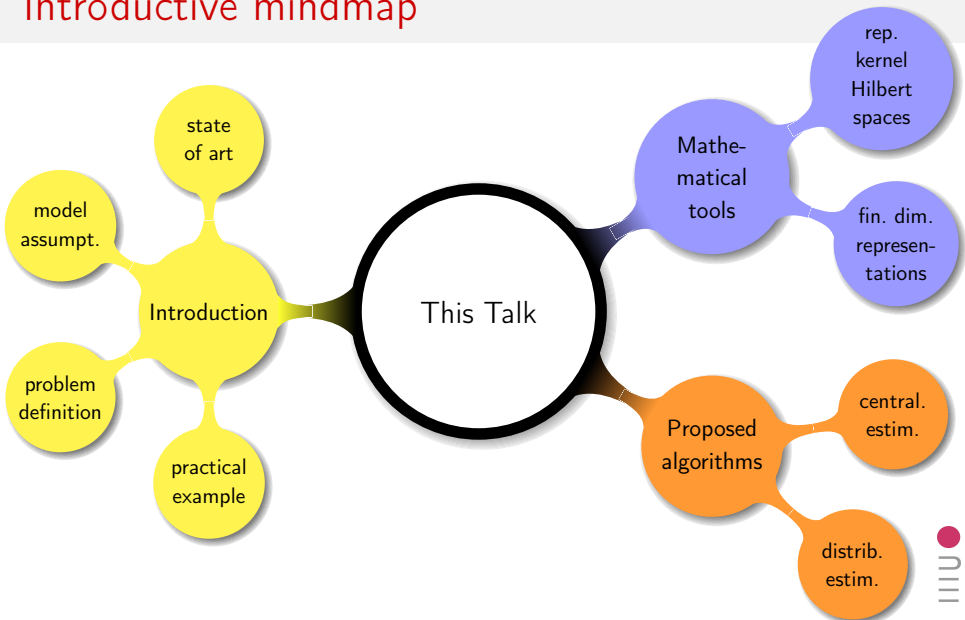 Introductive mindmap
This Talk
Introduction
state
of art
model
assumpt.
problem
definition
practical
example
Mathe-
matical
tools
rep.
kernel
Hilbert
spaces
fin. dim.
represen-
tations
Proposed
algorithms
central.
estim.
distrib.
estim.